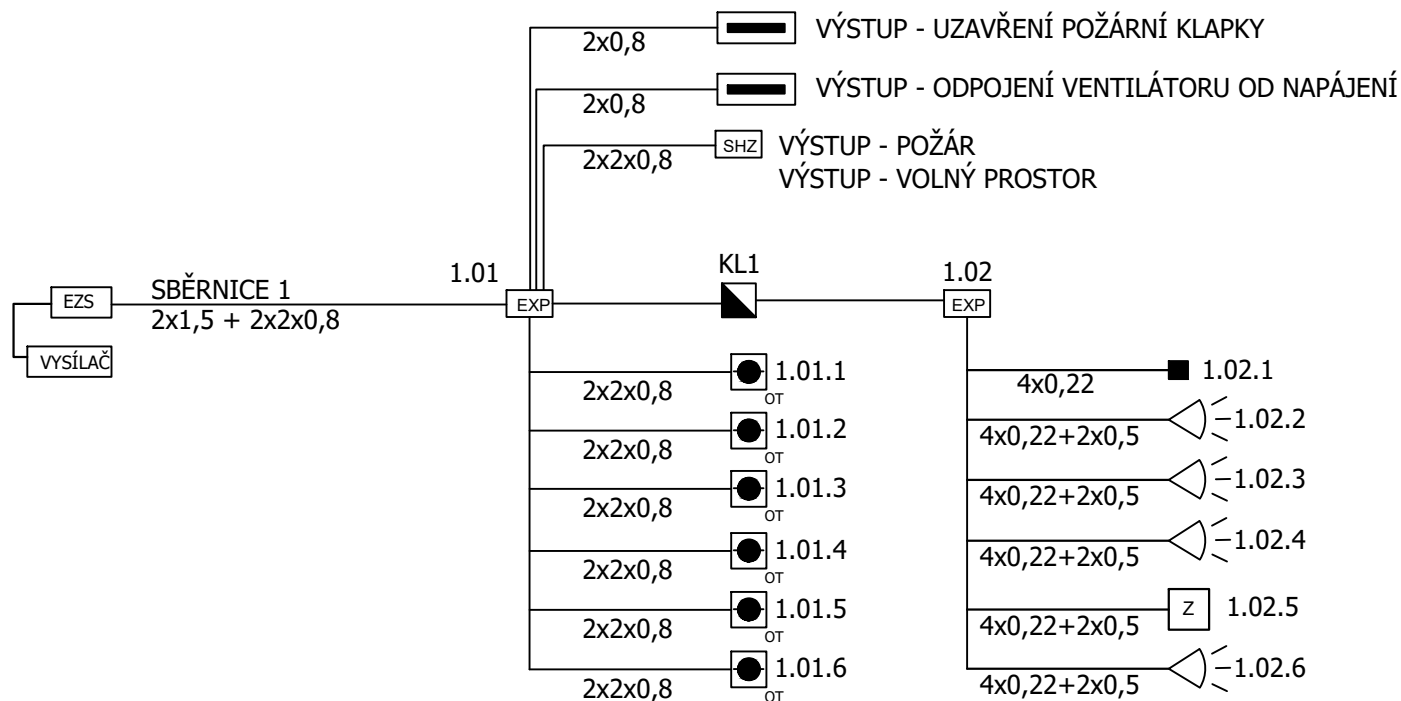 2x0,8
VÝSTUP - UZAVŘENÍ POŽÁRNÍ KLAPKY
2x0,8
VÝSTUP - ODPOJENÍ VENTILÁTORU OD NAPÁJENÍ
2x2x0,8
SHZ
VÝSTUP - POŽÁR
VÝSTUP - VOLNÝ PROSTOR
EZS
SBĚRNICE 1
2x1,5 + 2x2x0,8
VYSÍLAČ
1.01
EXP
KL1
1.02
EXP
2x2x0,8
1.01.1
OT
2x2x0,8
1.01.2
OT
2x2x0,8
1.01.3
OT
2x2x0,8
1.01.4
OT
2x2x0,8
1.01.5
OT
2x2x0,8
1.01.6
OT
4x0,22
1.02.1
4x0,22+2x0,5
1.02.2
4x0,22+2x0,5
1.02.3
4x0,22+2x0,5
1.02.4
4x0,22+2x0,5
Z
1.02.5
4x0,22+2x0,5
1.02.6